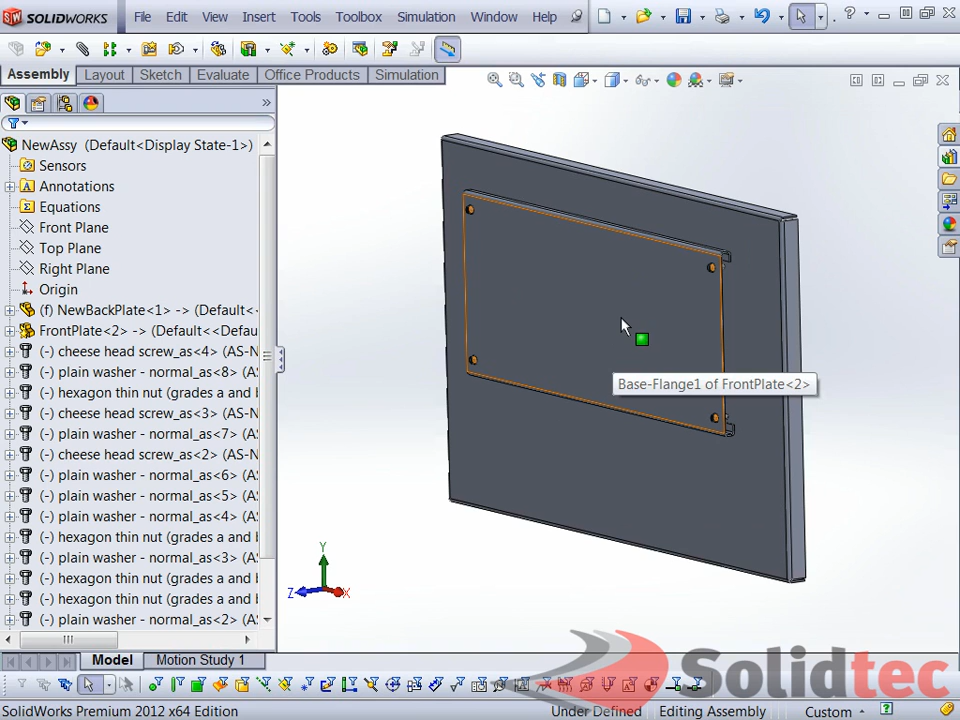 SOLIDWORKS File Edit View Insert Tools Toolbox Simulation Window Help
Assembly Layout Sketch Evaluate Office Products Simulation
NewAssy (Default<Display State-1>)
Sensors
Annotations
Equations
Front Plane
Top Plane
Right Plane
Origin
(f) NewBackPlate<1> -> (Default<
FrontPlate<2> -> (Default<<Defau
(-) cheese head screw_as<4> (AS-N
(-) plain washer - normal_as<8> (A
(-) hexagon thin nut (grades a and b
(-) cheese head screw_as<3> (AS-N
(-) plain washer - normal_as<7> (A
(-) cheese head screw_as<2> (AS-N
(-) plain washer - normal_as<6> (A
(-) plain washer - normal_as<5> (A
(-) plain washer - normal_as<4> (A
(-) hexagon thin nut (grades a and b
(-) plain washer - normal_as<3> (A
(-) hexagon thin nut (grades a and b
(-) hexagon thin nut (grades a and b
(-) plain washer - normal_as<2> (A
Base-Flange1 of FrontPlate<2>
Y
Z
X
Model Motion Study 1
Solidtec
SolidWorks Premium 2012 x64 Edition Under Defined Editing Assembly Custom